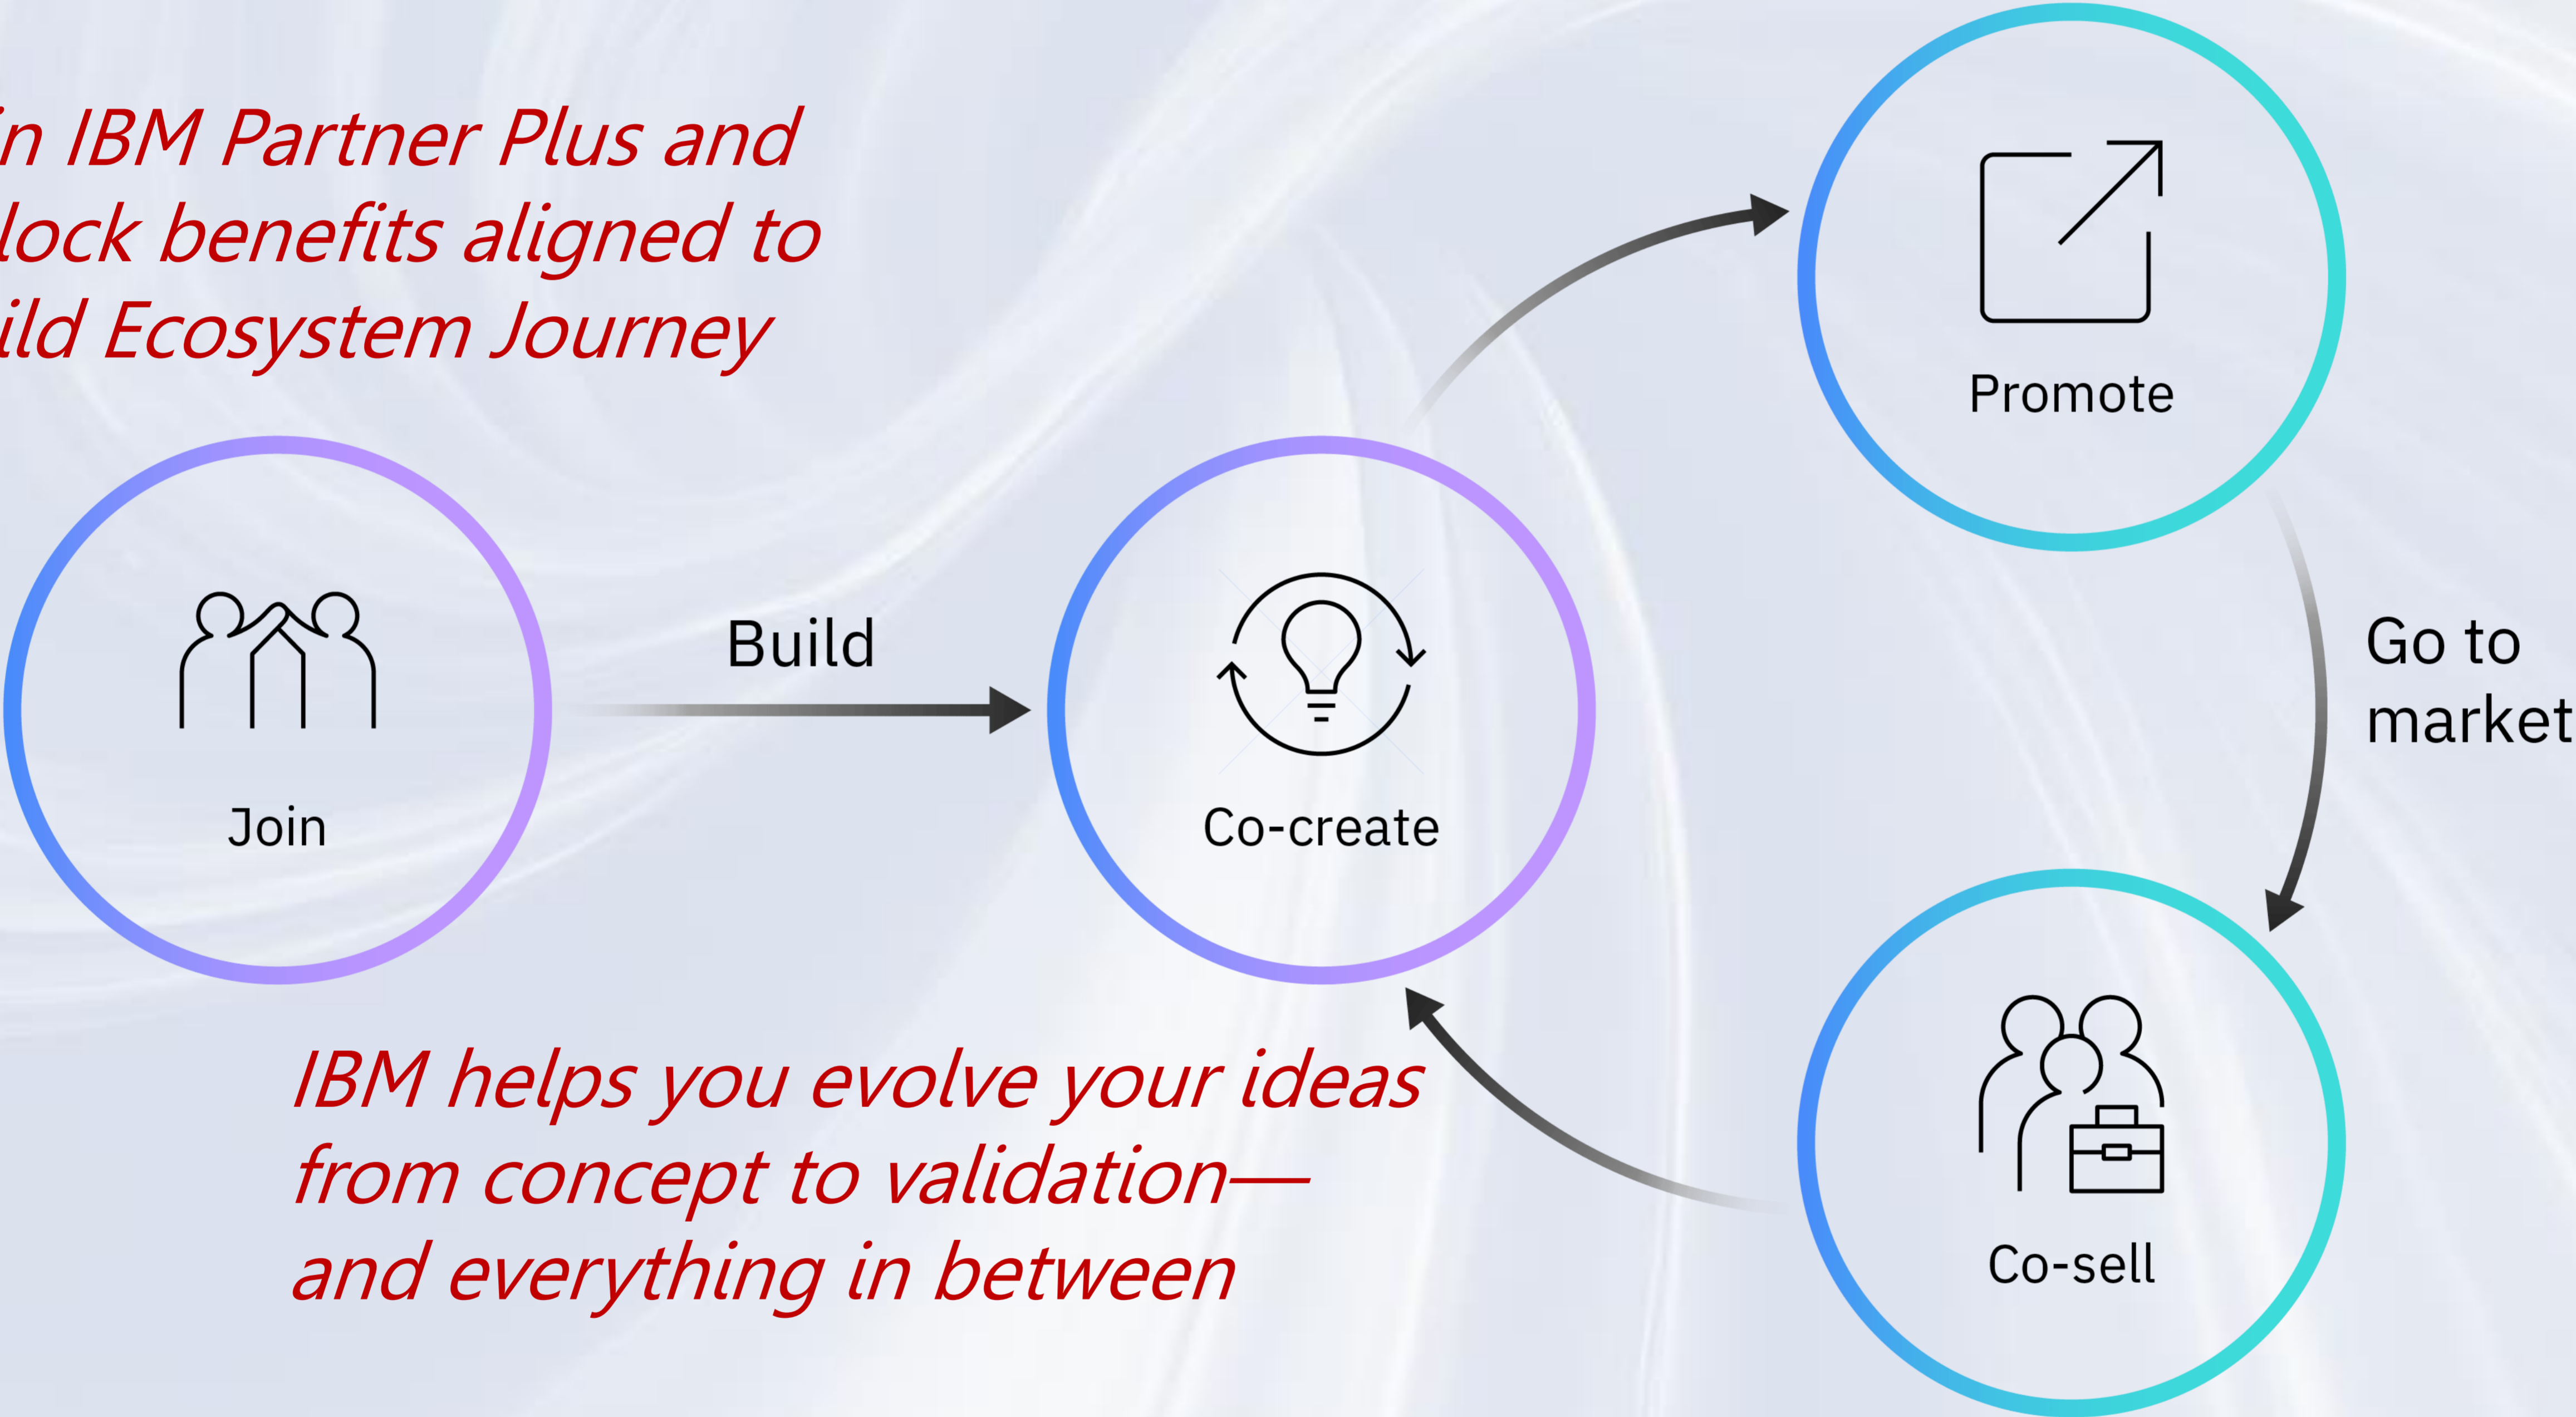 in IBM Partner Plus and
lock benefits aligned to
ild Ecosystem Journey
Promote
Build
Go to
market
Join
Co-create
IBM helps you evolve your ideas
from concept to validation—
and everything in between
Co-sell